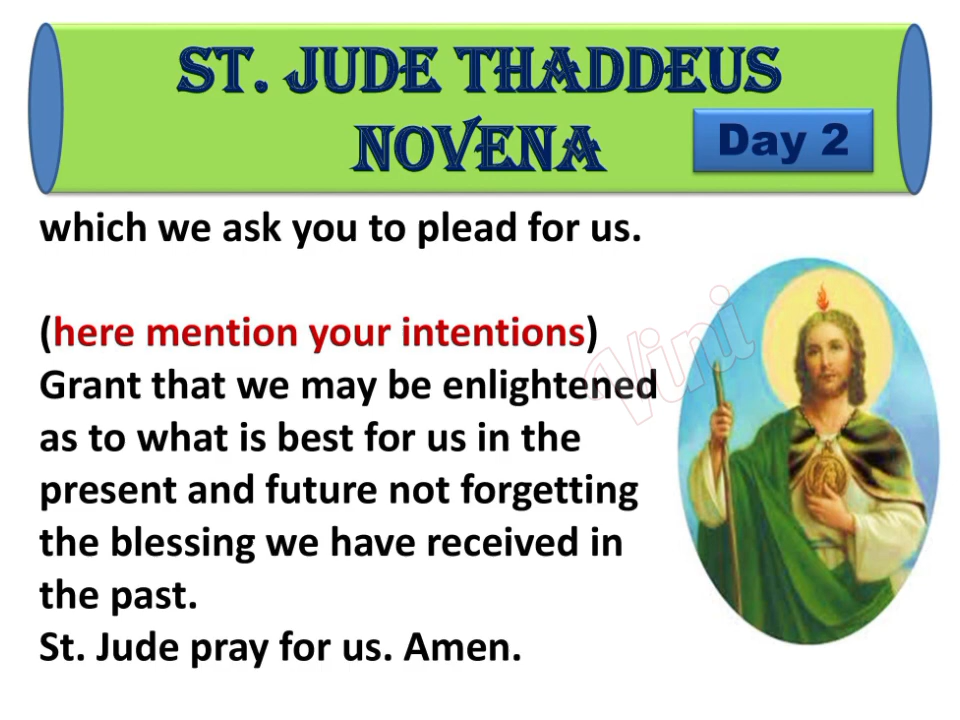 ST. JUDE THADDEUS
NOVENA
Day 2
which we ask you to plead for us.
(here mention your intentions)
Grant that we may be enlightened
as to what is best for us in the
present and future not forgetting
the blessing we have received in
the past.
St. Jude pray for us. Amen.
Vini